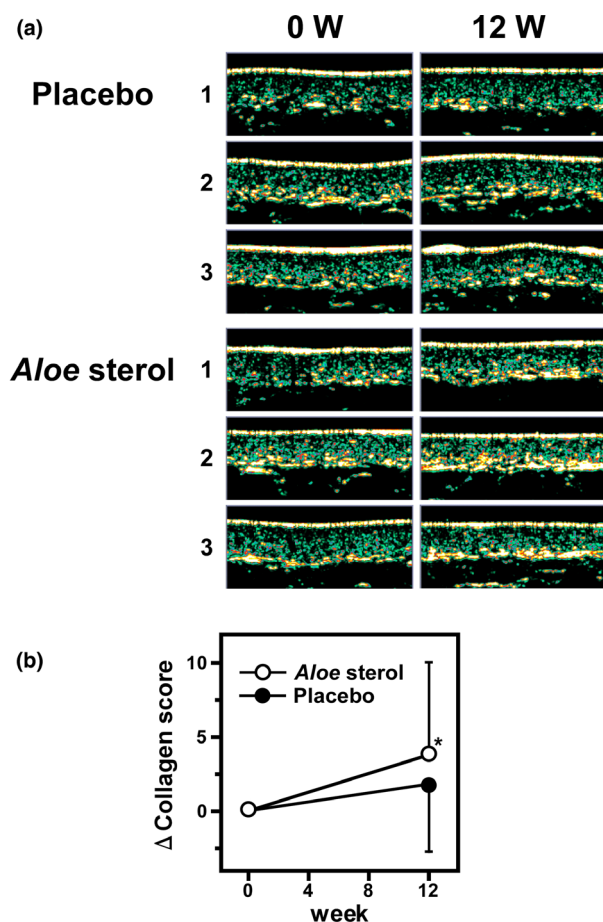 (a)
0 W 12 W
Placebo 1
2
3
Aloe sterol 1
2
3
(b)
Δ Collagen score
10
5
0
Aloe sterol
Placebo
*
0 4 8 12
week